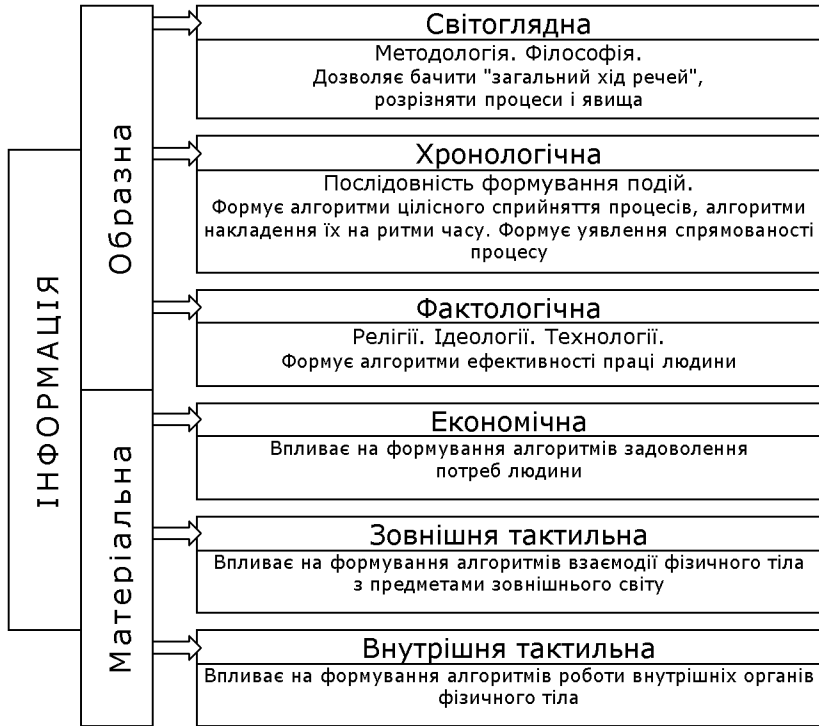 ІНФОРМАЦІЯ
Образна
Світоглядна
Методологія. Філософія.
Дозволяє бачити "загальний хід речей",
розрізняти процеси і явища
Хронологічна
Послідовність формування подій.
Формує алгоритми цілісного сприйняття процесів, алгоритми
накладення їх на ритми часу. Формує уявлення спрямованості
процесу
Фактологічна
Релігії. Ідеології. Технології.
Формує алгоритми ефективності праці людини
Матеріальна
Економічна
Впливає на формування алгоритмів задоволення
потреб людини
Зовнішня тактильна
Впливає на формування алгоритмів взаємодії фізичного тіла
з предметами зовнішнього світу
Внутрішня тактильна
Впливає на формування алгоритмів роботи внутрішніх органів
фізичного тіла